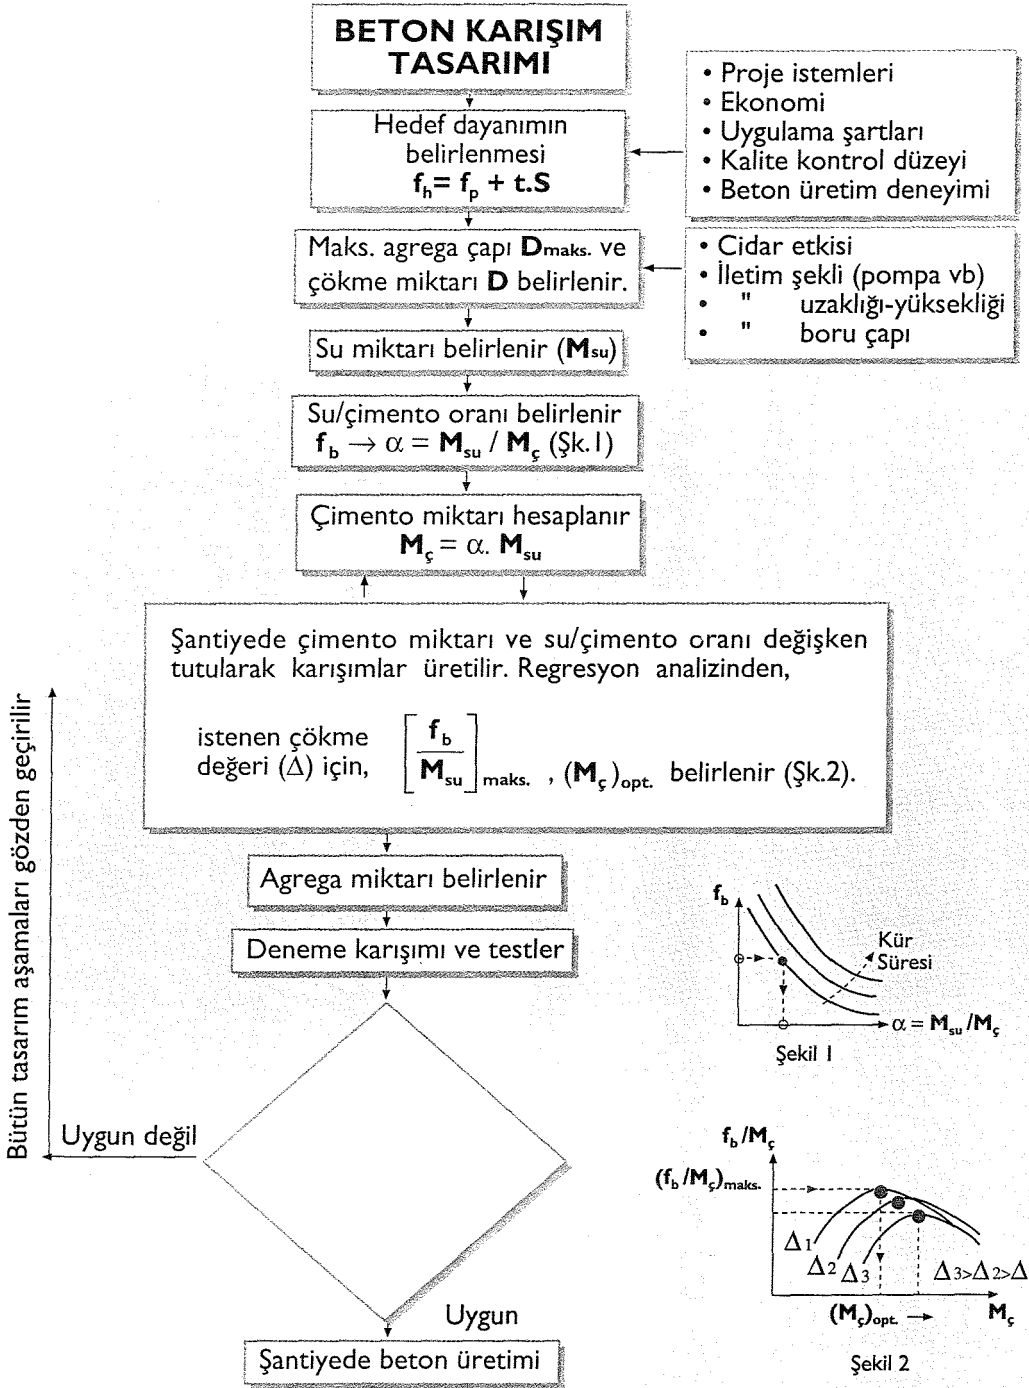 BETON KARIŞIM
TASARIMI
Hedef dayanımın
belirlenmesi
fh= fp + t.S
• Proje istemleri
• Ekonomi
• Uygulama şartları
• Kalite kontrol düzeyi
• Beton üretim deneyimi
Maks. agrega çapı Dmaks. ve
çökme miktarı D belirlenir.
• Cidar etkisi
• İletim şekli (pompa vb)
• " uzaklığı-yüksekliği
• " boru çapı
Su miktarı belirlenir (Msu)
Su/çimento oranı belirlenir
fb → α = Msu / Mç (Şk.1)
Çimento miktarı hesaplanır
Mç = α. Msu
Şantiyede çimento miktarı ve su/çimento oranı değişken
tutularak karışımlar üretilir. Regresyon analizinden,
istenen çökme
değeri (Δ) için, [fb / Msu]maks. , (Mç)opt. belirlenir (Şk.2).
Agrega miktarı belirlenir
Deneme karışımı ve testler
Bütün tasarım aşamaları gözden geçirilir
Uygun değil
Uygun
Şantiyede beton üretimi
fb
Kür
Süresi
α = Msu /Mç
Şekil 1
fb /Mç
(fb /Mç)maks.
Δ1
Δ2
Δ3
Δ3>Δ2>Δ
(Mç)opt. →
Mç
Şekil 2